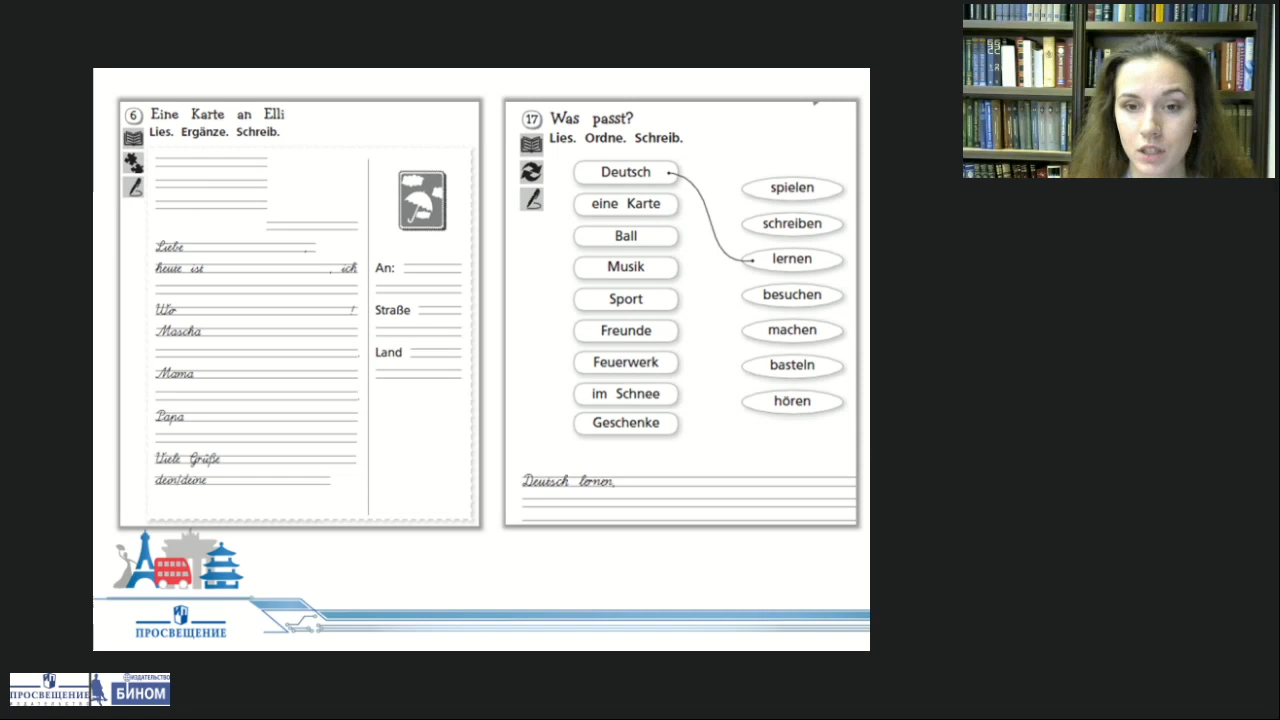 6 Eine Karte an Elli
Lies. Ergänze. Schreib.
Liebe ,
heute ist , ich
Wo !
Mascha
Mama
Papa
Viele Grüße
dein/deine
An:
Straße
Land
17 Was passt?
Lies. Ordne. Schreib.
Deutsch
eine Karte
Ball
Musik
Sport
Freunde
Feuerwerk
im Schnee
Geschenke
spielen
schreiben
lernen
besuchen
machen
basteln
hören
Deutsch lernen,
ПРОСВЕЩЕНИЕ
ПРОСВЕЩЕНИЕ
ИЗДАТЕЛЬСТВО
ИЗДАТЕЛЬСТВО
БИНОМ